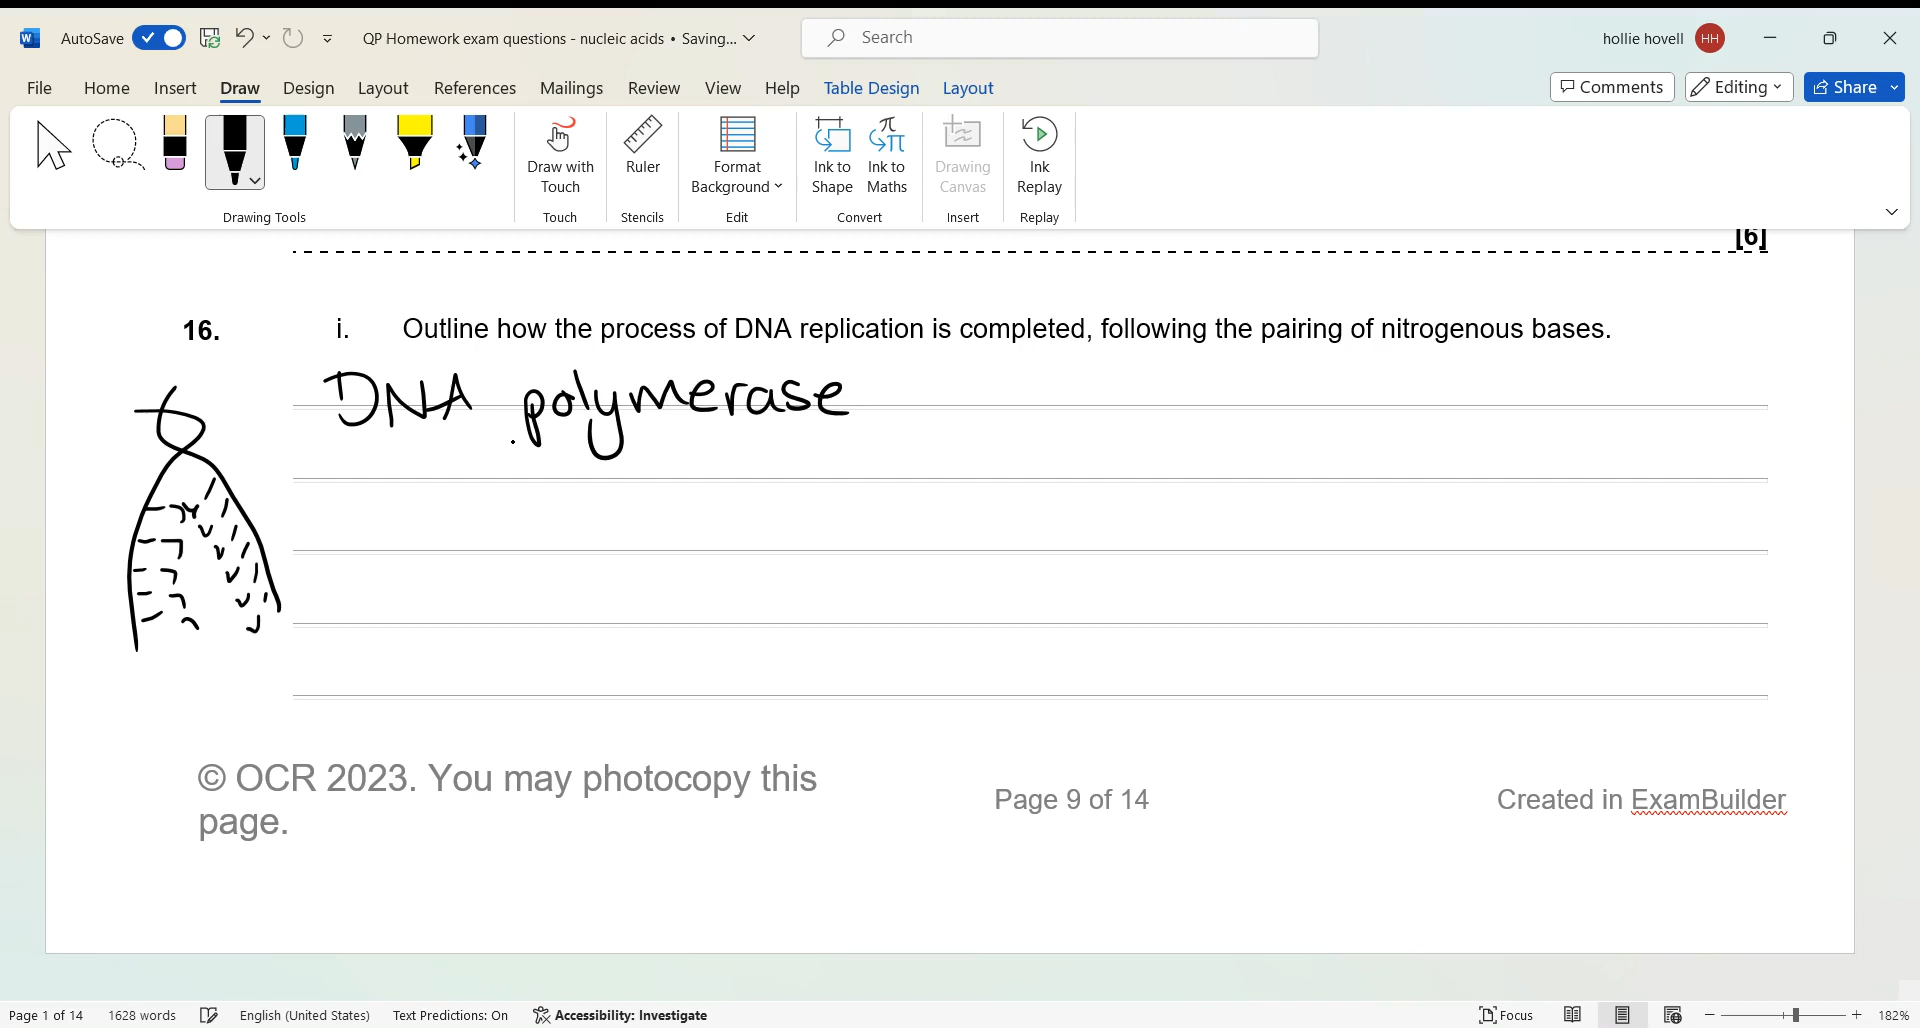 AutoSave
QP Homework exam questions - nucleic acids • Saving...
Search
hollie hovell
HH
File Home Insert Draw Design Layout References Mailings Review View Help Table Design Layout
Comments
Editing
Share
Draw with Touch
Ruler
Format Background
Ink to Shape
Ink to Maths
Drawing Canvas
Ink Replay
Drawing Tools
Touch
Stencils
Edit
Convert
Insert
Replay
[6]
16. i. Outline how the process of DNA replication is completed, following the pairing of nitrogenous bases.
DNA polymerase
© OCR 2023. You may photocopy this
page.
Page 9 of 14
Created in ExamBuilder
Page 1 of 14 1628 words English (United States) Text Predictions: On Accessibility: Investigate Focus 182%